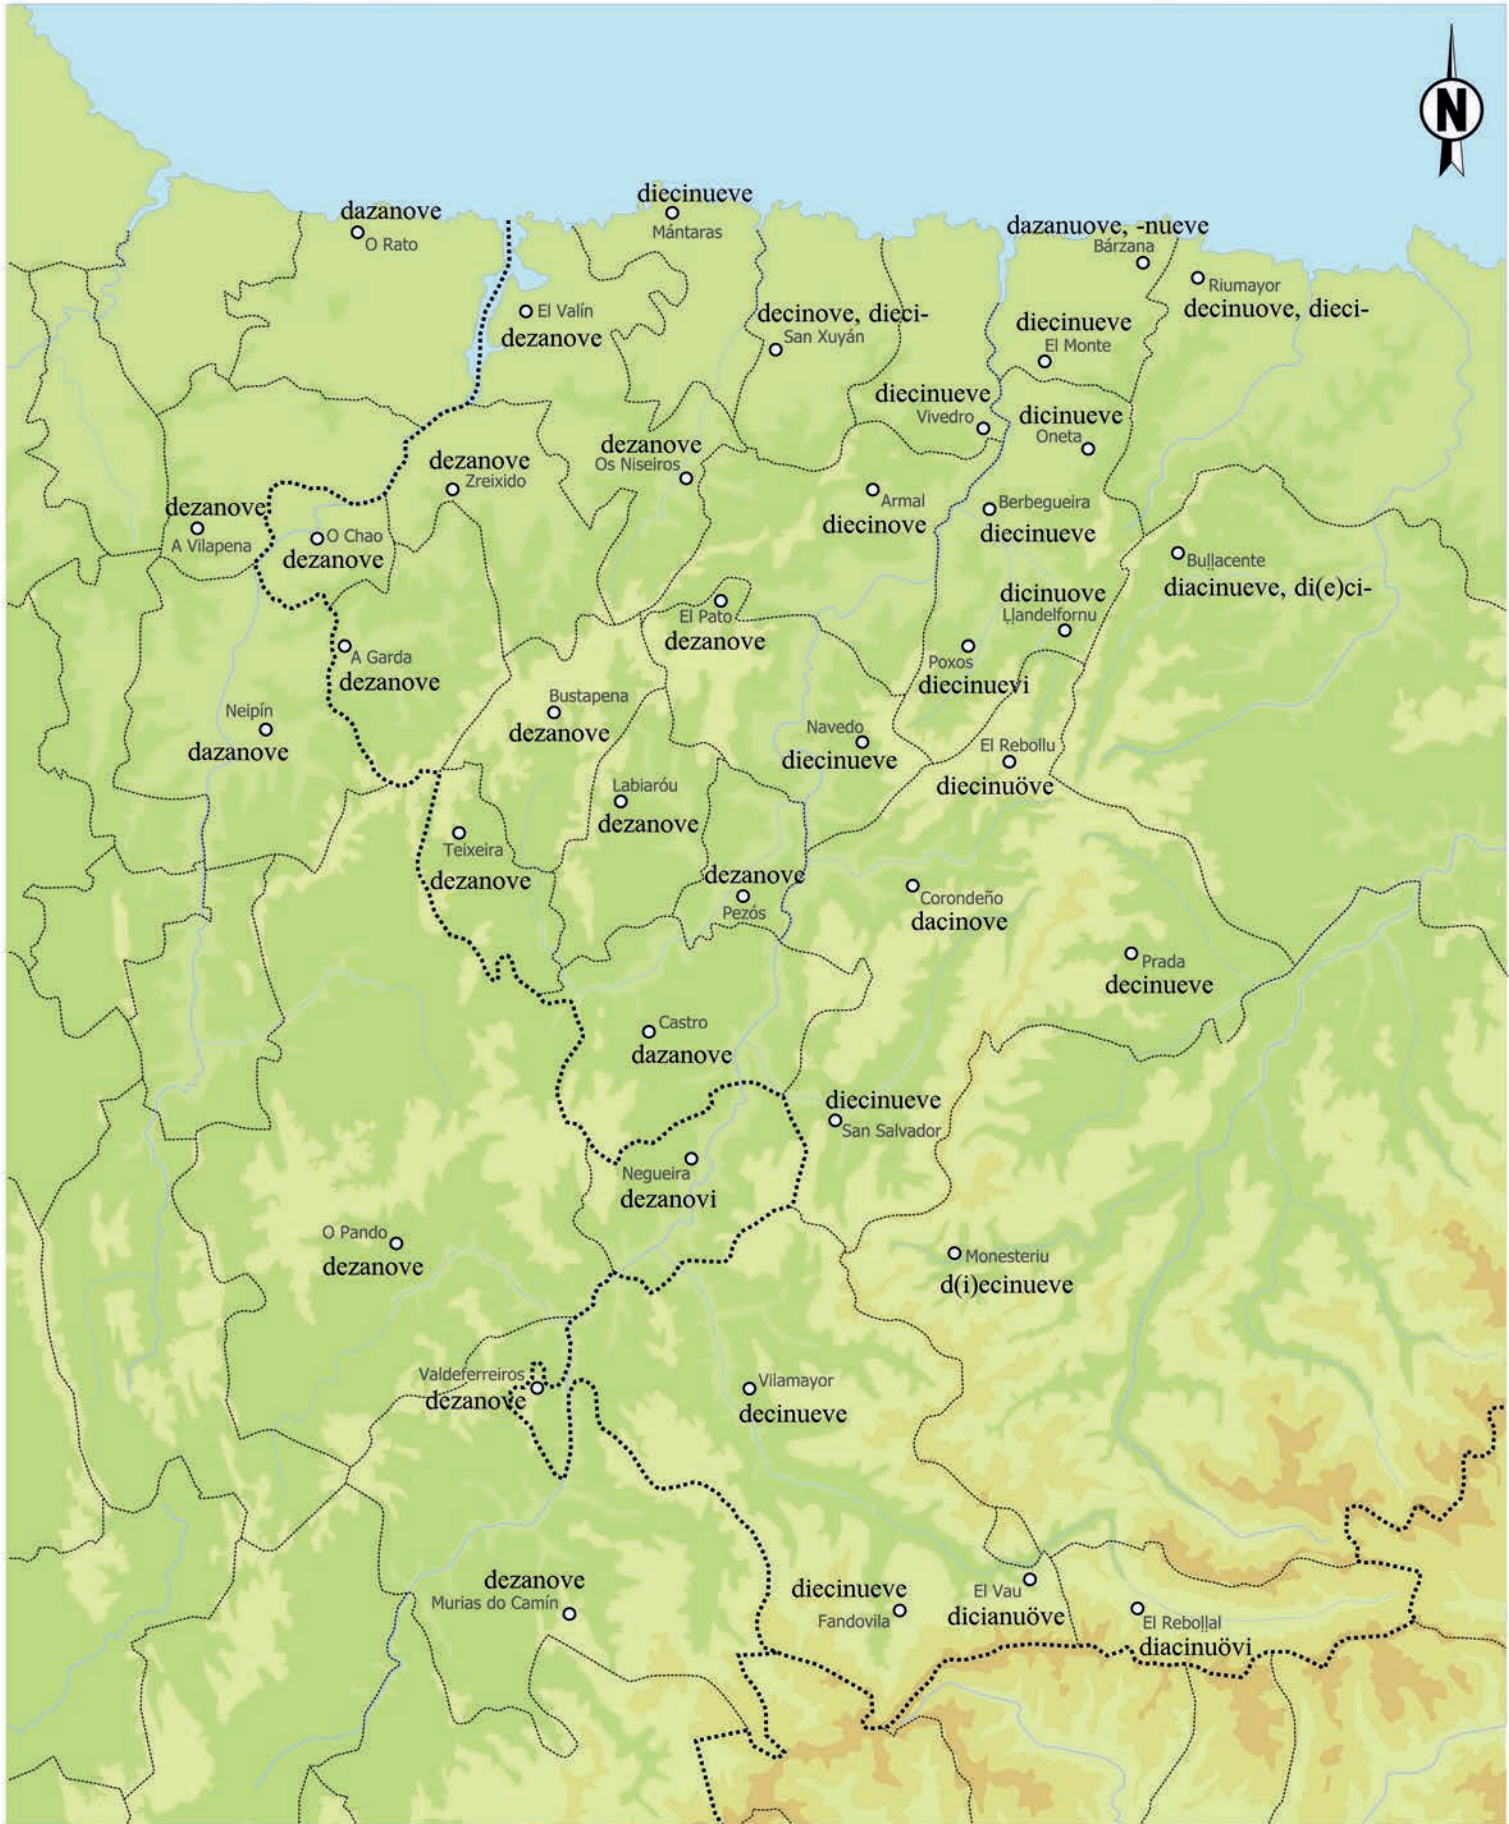 N
diecinueve
Mántaras
dazanove
O Rato
dazanuove, -nueve
Bárzana
Riumayor
decinuove, dieci-
El Valín
dezanove
decinove, dieci-
San Xuyán
diecinueve
El Monte
diecinueve
Vivedro
dicinueve
Oneta
dezanove
Os Niseiros
dezanove
Zreixido
Armal
diecinove
Berbegueira
diecinueve
dezanove
A Vilapena
O Chao
dezanove
Buḷḷacente
diacinueve, di(e)ci-
dicinuove
Ḷḷandelfornu
El Pato
dezanove
A Garda
dezanove
Poxos
diecinuevi
Bustapena
dezanove
Neipín
dazanove
Navedo
diecinueve
El Rebollu
diecinuöve
Labiaróu
dezanove
Teixeira
dezanove
dezanove
Pezós
Corondeño
dacinove
Prada
decinueve
Castro
dazanove
diecinueve
San Salvador
Negueira
dezanovi
O Pando
dezanove
Monesteriu
d(i)ecinueve
Valdeferreiros
dezanove
Vilamayor
decinueve
dezanove
Murias do Camín
diecinueve
Fandovila
El Vau
dicianuöve
El Reboḷḷal
diacinuövi